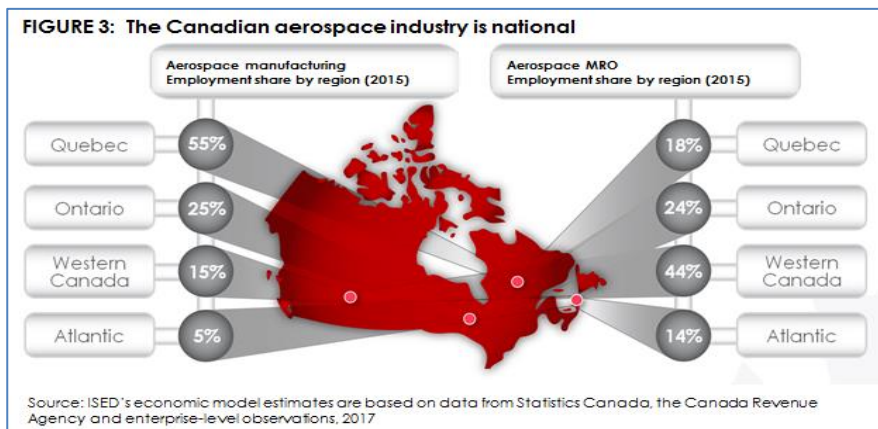 FIGURE 3: The Canadian aerospace industry is national
Aerospace manufacturing
Employment share by region (2015)
Aerospace MRO
Employment share by region (2015)
Quebec 55%
Ontario 25%
Western
Canada 15%
Atlantic 5%
18% Quebec
24% Ontario
44% Western
Canada
14% Atlantic
Source: ISED's economic model estimates are based on data from Statistics Canada, the Canada Revenue
Agency and enterprise-level observations, 2017